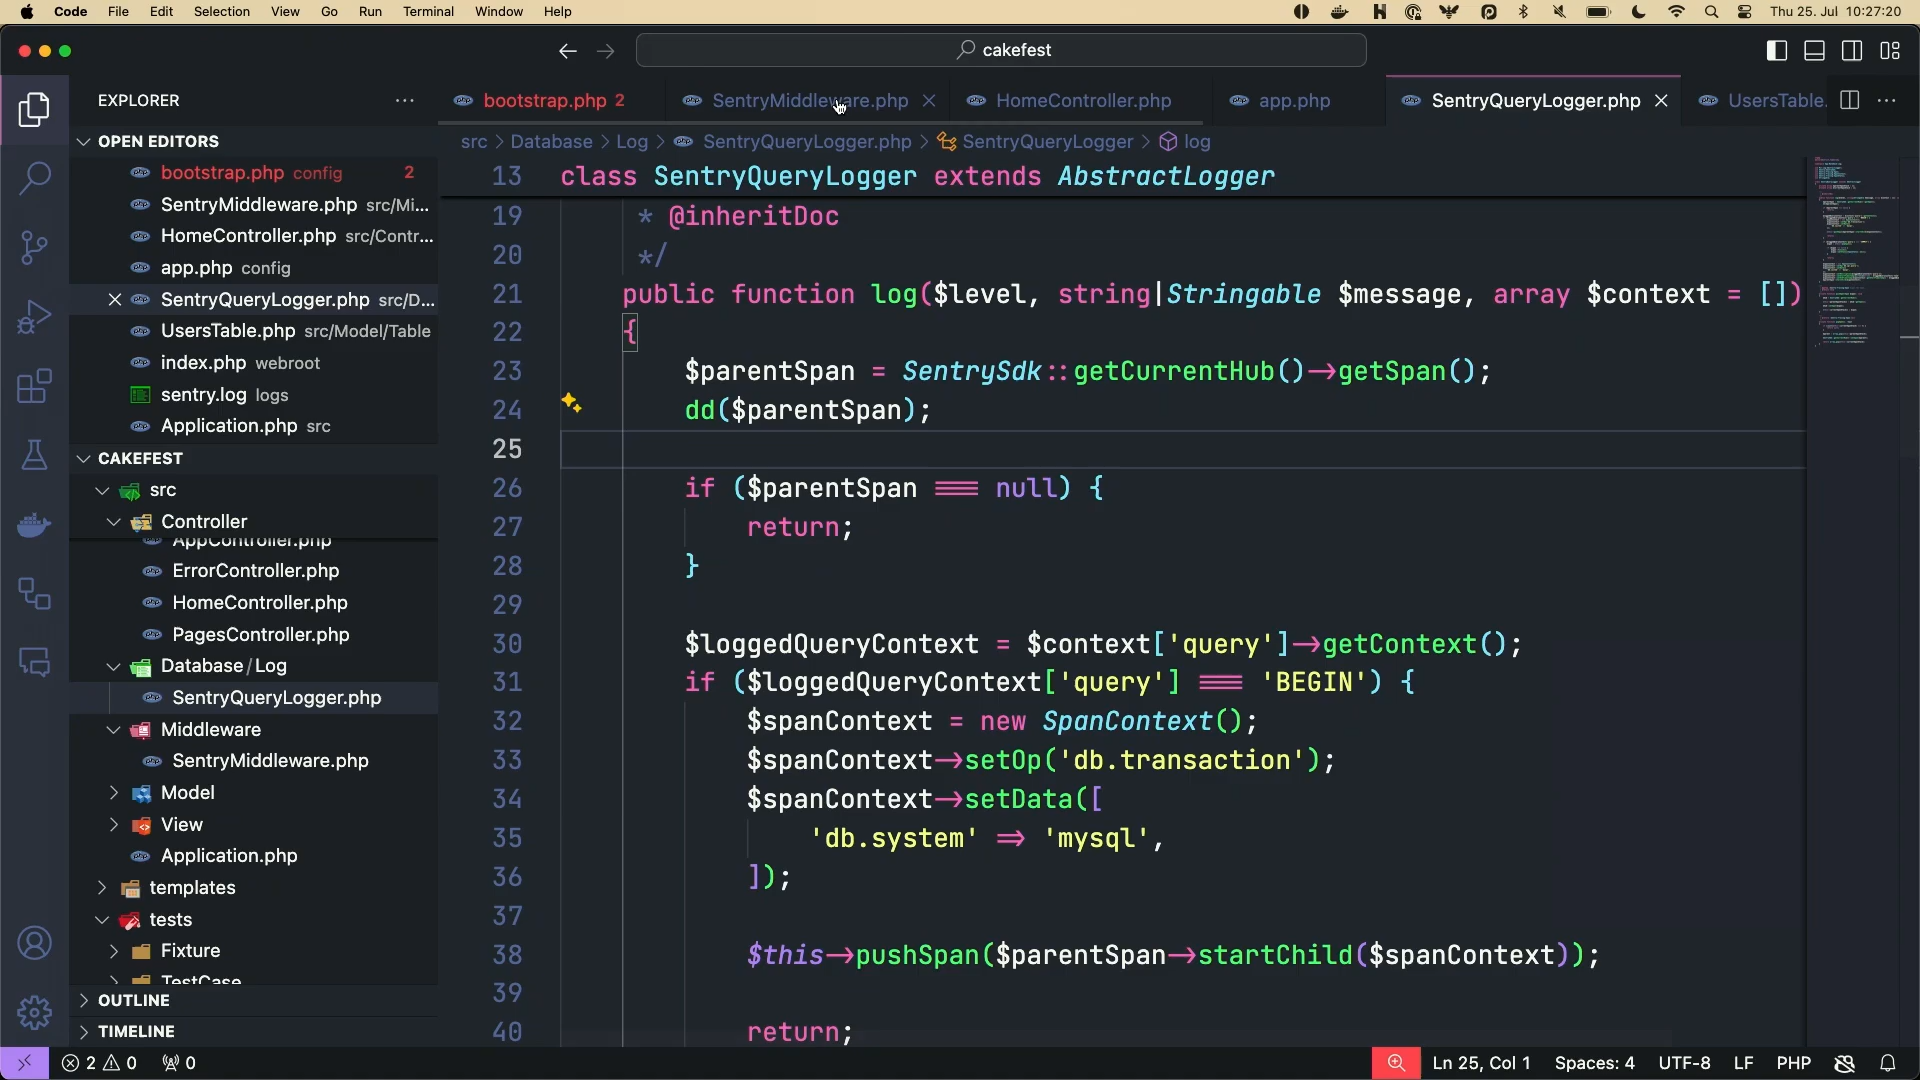 Code File Edit Selection View Go Run Terminal Window Help Thu 25. Jul 10:27:20
cakefest
EXPLORER
bootstrap.php 2 SentryMiddleware.php HomeController.php app.php SentryQueryLogger.php UsersTable.
src > Database > Log > SentryQueryLogger.php > SentryQueryLogger > log
OPEN EDITORS
bootstrap.php config 2
SentryMiddleware.php src/Mi...
HomeController.php src/Contr...
app.php config
SentryQueryLogger.php src/D...
UsersTable.php src/Model/Table
index.php webroot
sentry.log logs
Application.php src
CAKEFEST
src
Controller
AppController.php
ErrorController.php
HomeController.php
PagesController.php
Database/Log
SentryQueryLogger.php
Middleware
SentryMiddleware.php
Model
View
Application.php
templates
tests
Fixture
TestCase
OUTLINE
TIMELINE
13 class SentryQueryLogger extends AbstractLogger
19 * @inheritDoc
20 */
21 public function log($level, string|Stringable $message, array $context = [])
22 {
23 $parentSpan = SentrySdk::getCurrentHub()->getSpan();
24 dd($parentSpan);
25
26 if ($parentSpan === null) {
27 return;
28 }
29
30 $loggedQueryContext = $context['query']->getContext();
31 if ($loggedQueryContext['query'] === 'BEGIN') {
32 $spanContext = new SpanContext();
33 $spanContext->setOp('db.transaction');
34 $spanContext->setData([
35 'db.system' => 'mysql',
36 ]);
37
38 $this->pushSpan($parentSpan->startChild($spanContext));
39
40 return;
2 0 0 Ln 25, Col 1 Spaces: 4 UTF-8 LF PHP